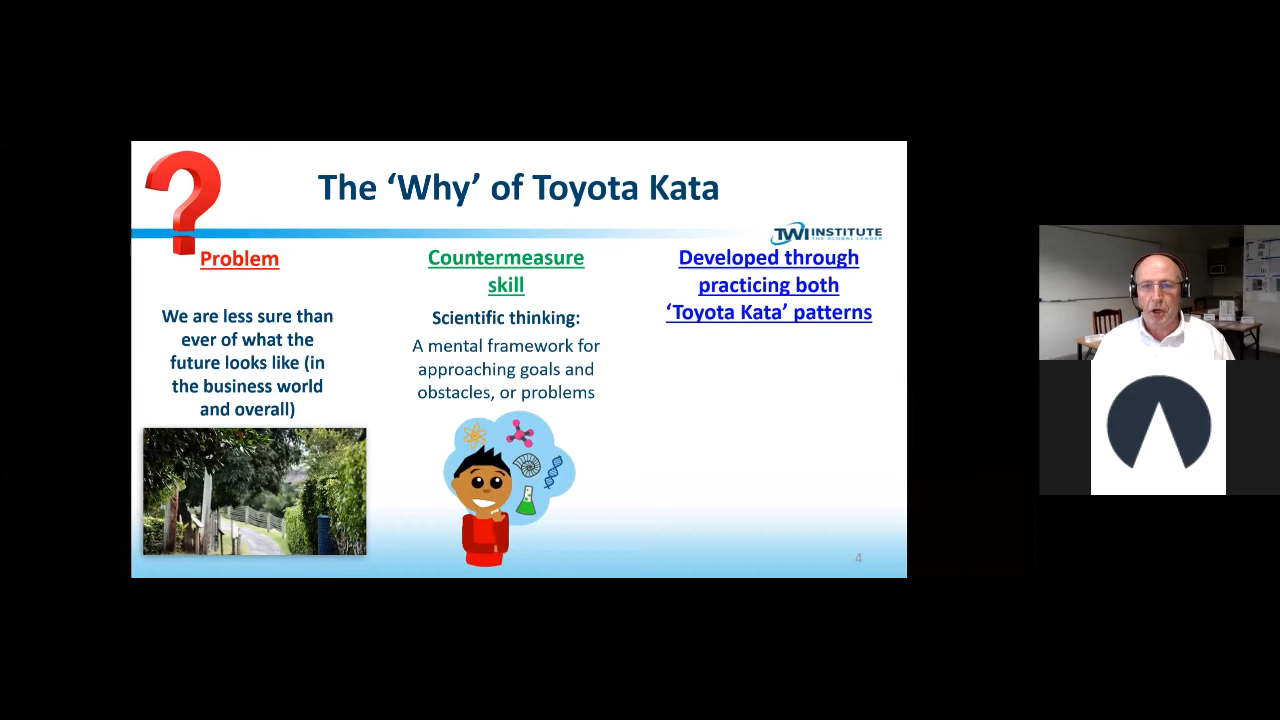 The ‘Why’ of Toyota Kata
TWI INSTITUTE
THE GLOBAL LEADER
Problem
We are less sure than
ever of what the
future looks like (in
the business world
and overall)
Countermeasure
skill
Scientific thinking:
A mental framework for
approaching goals and
obstacles, or problems
Developed through
practicing both
‘Toyota Kata’ patterns
4